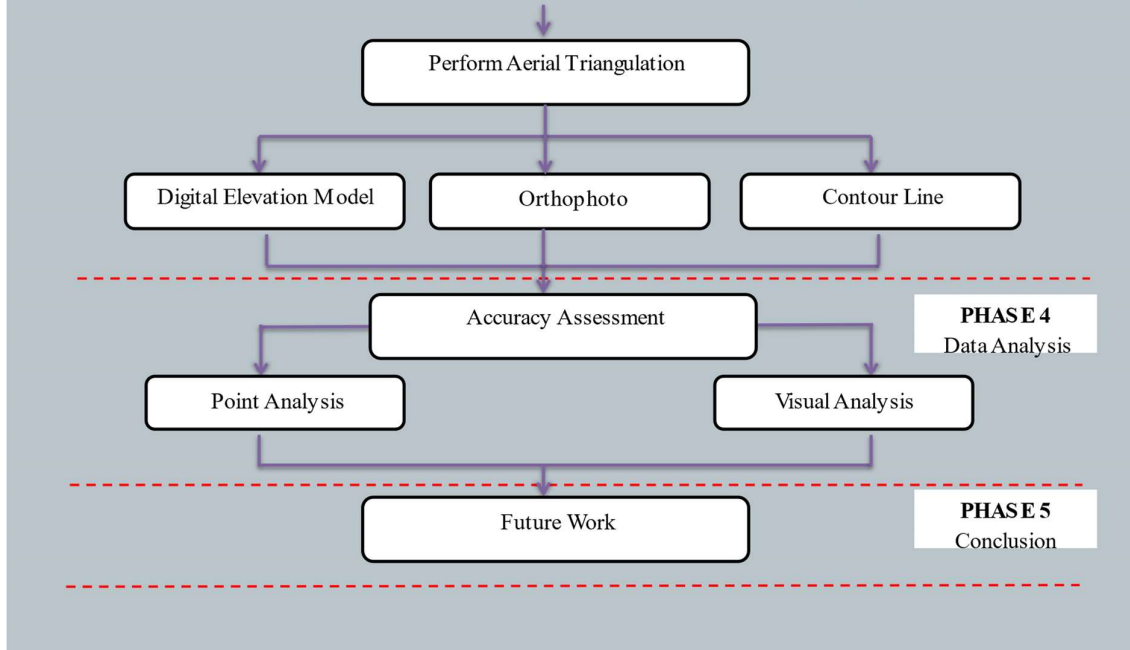 Perform Aerial Triangulation
Digital Elevation Model
Orthophoto
Contour Line
Accuracy Assessment
PHASE 4
Data Analysis
Point Analysis
Visual Analysis
Future Work
PHASE 5
Conclusion